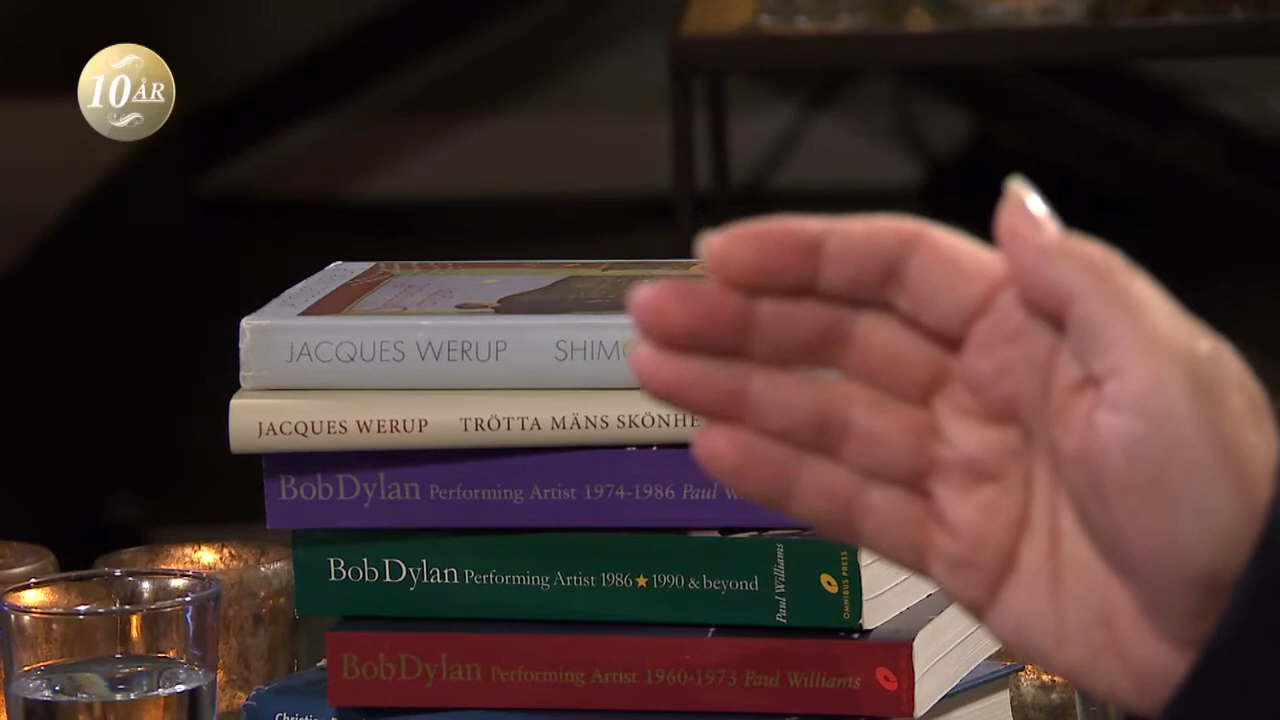 10 ÅR
JACQUES WERUP SHIMO
JACQUES WERUP TRÖTTA MÄNS SKÖNHE
Bob Dylan Performing Artist 1974-1986 Paul
Bob Dylan Performing Artist 1986★1990 & beyond Paul Williams OMNIBUS PRESS
Bob Dylan Performing Artist 1960-1973 Paul Williams